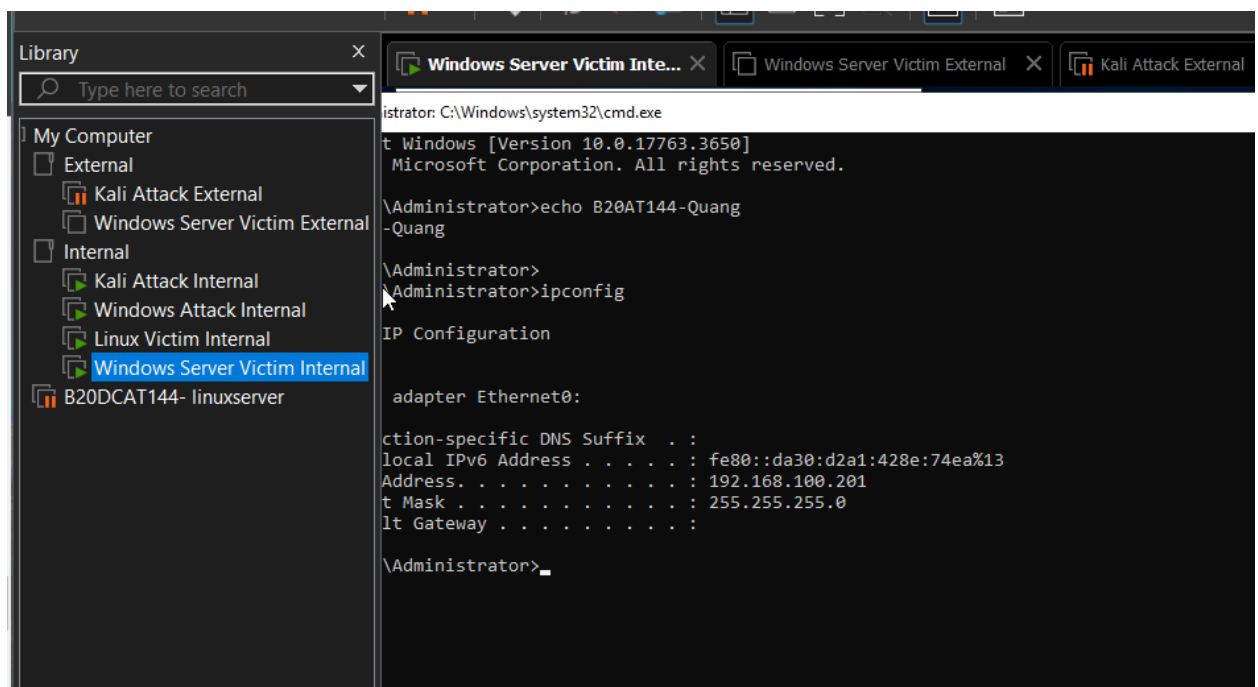 Library
X
Type here to search
My Computer
External
Kali Attack External
Windows Server Victim External
Internal
Kali Attack Internal
Windows Attack Internal
Linux Victim Internal
Windows Server Victim Internal
B20DCAT144- linuxserver
Windows Server Victim Inte... X
Windows Server Victim External X
Kali Attack External
istrator: C:\Windows\system32\cmd.exe
t Windows [Version 10.0.17763.3650]
Microsoft Corporation. All rights reserved.
\Administrator>echo B20AT144-Quang
-Quang
\Administrator>
\Administrator>ipconfig
IP Configuration
adapter Ethernet0:
ction-specific DNS Suffix . :
local IPv6 Address . . . . . : fe80::da30:d2a1:428e:74ea%13
Address. . . . . . . . . . . : 192.168.100.201
t Mask . . . . . . . . . . . : 255.255.255.0
lt Gateway . . . . . . . . . :
\Administrator>